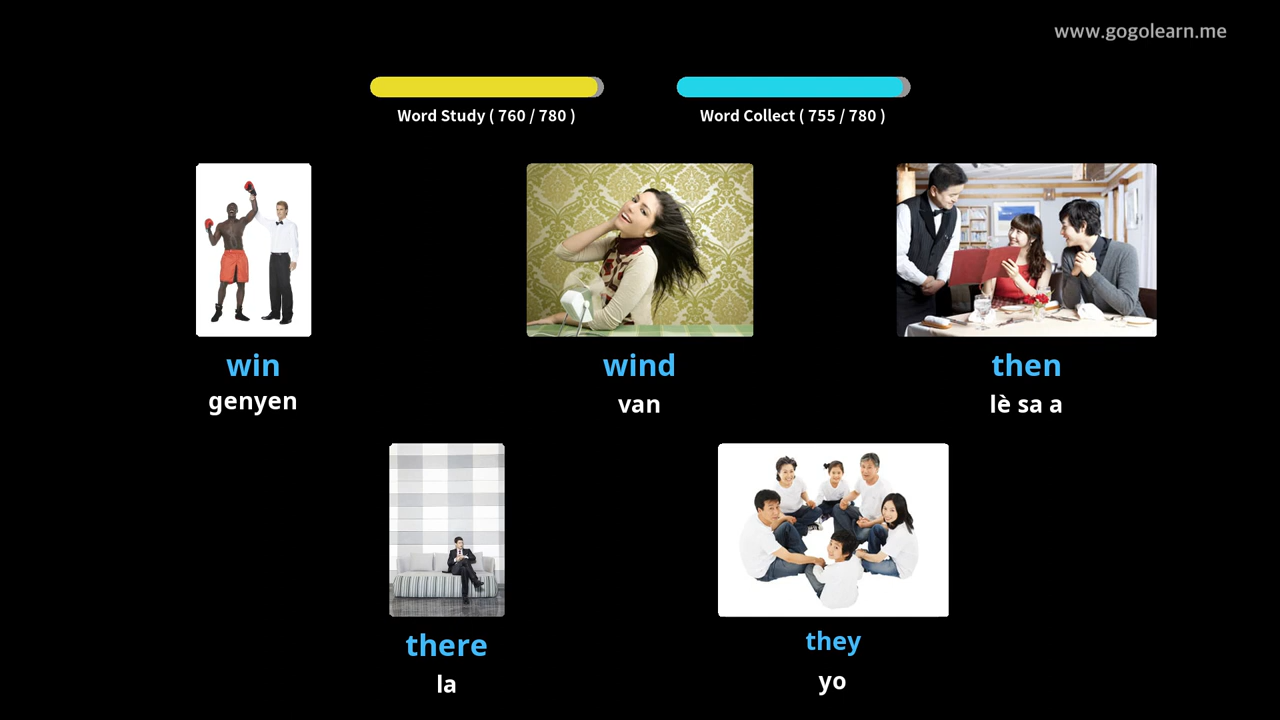 www.gogolearn.me
Word Study ( 760 / 780 )
Word Collect ( 755 / 780 )
win
genyen
wind
van
then
lè sa a
there
la
they
yo